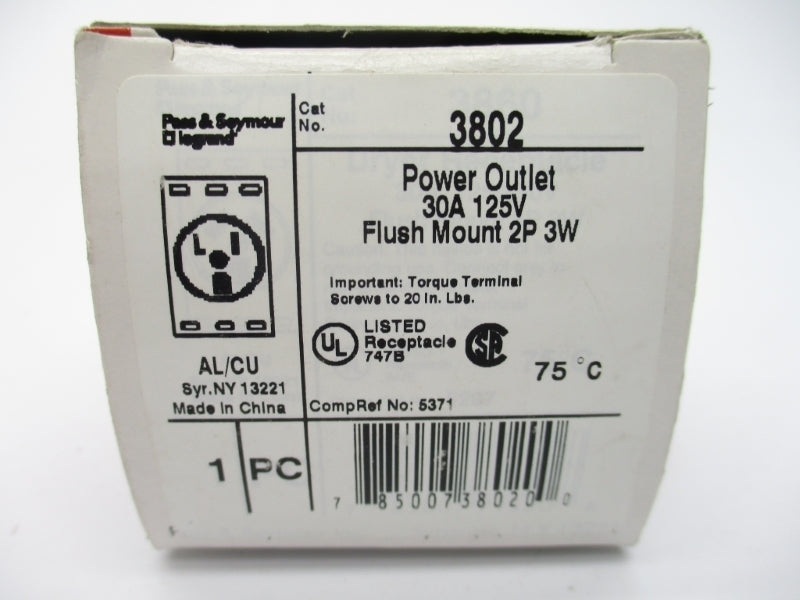 Pass & Seymour
legrand
Cat
No.
3802
Power Outlet
30A 125V
Flush Mount 2P 3W
Important: Torque Terminal
Screws to 20 In. Lbs.
UL
LISTED
Receptacle
747B
SA
75 °C
AL/CU
Syr.NY 13221
Made in China
CompRef No: 5371
1 PC
7 85007 38020 0